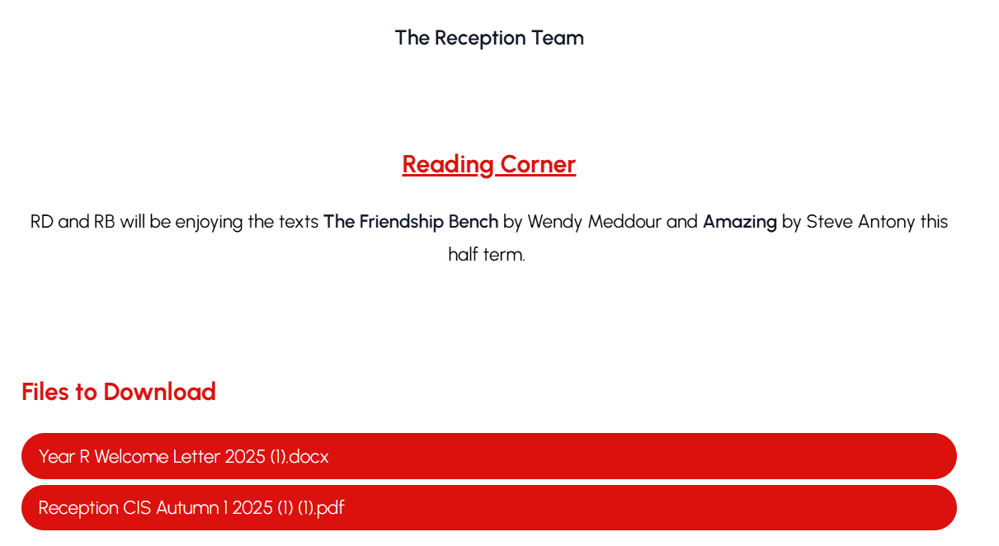 The Reception Team
Reading Corner
RD and RB will be enjoying the texts The Friendship Bench by Wendy Meddour and Amazing by Steve Antony this
half term.
Files to Download
Year R Welcome Letter 2025 (1).docx
Reception CIS Autumn 1 2025 (1) (1).pdf